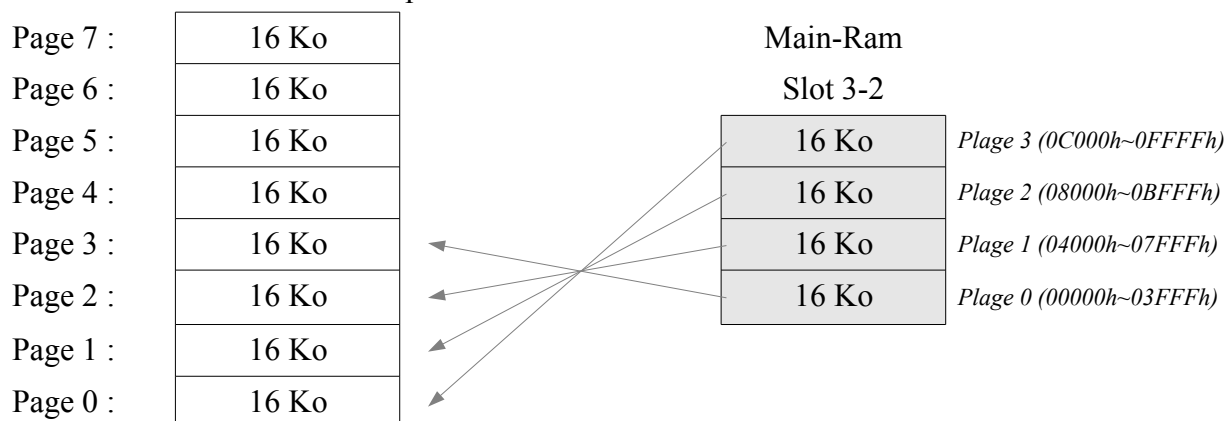 Page 7 : 16 Ko Main-Ram
Page 6 : 16 Ko Slot 3-2
Page 5 : 16 Ko 16 Ko Plage 3 (0C000h~0FFFFh)
Page 4 : 16 Ko 16 Ko Plage 2 (08000h~0BFFFh)
Page 3 : 16 Ko 16 Ko Plage 1 (04000h~07FFFh)
Page 2 : 16 Ko 16 Ko Plage 0 (00000h~03FFFh)
Page 1 : 16 Ko
Page 0 : 16 Ko